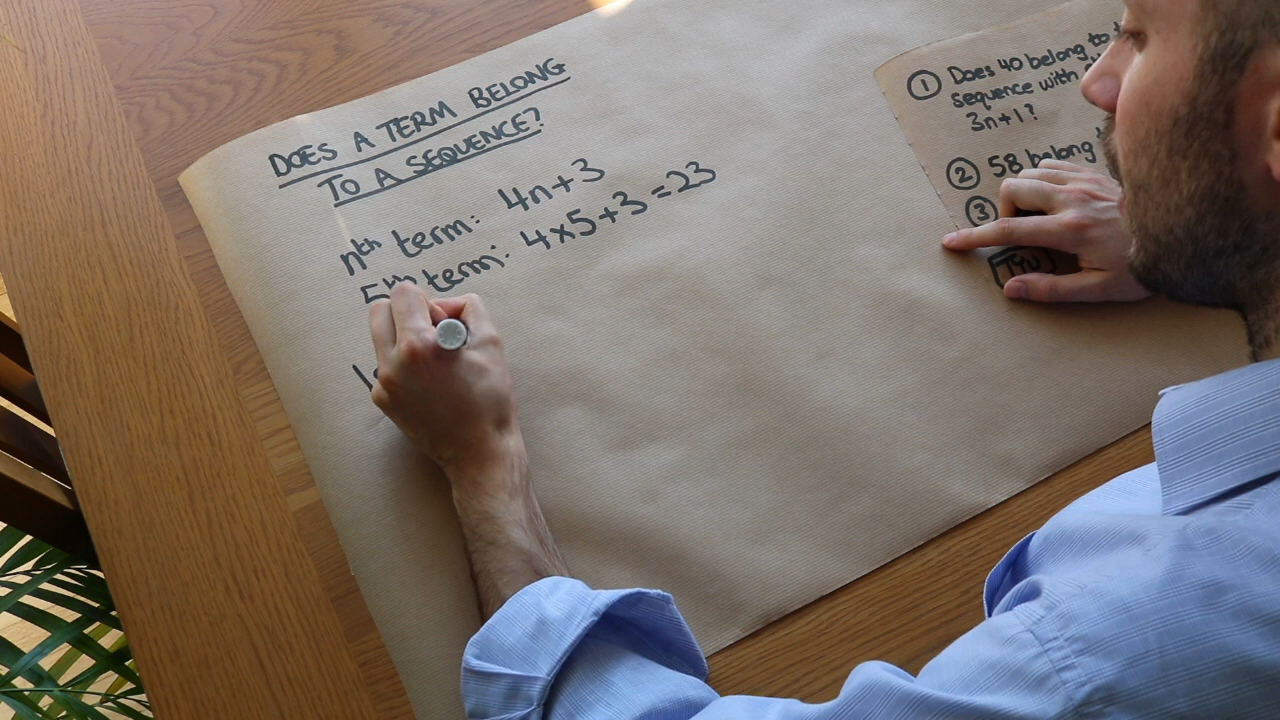 DOES A TERM BELONG
TO A SEQUENCE?
nth term: 4n+3
5th term: 4×5+3=23
① Does 40 belong to
sequence with
3n+1?
② 58 belong
③